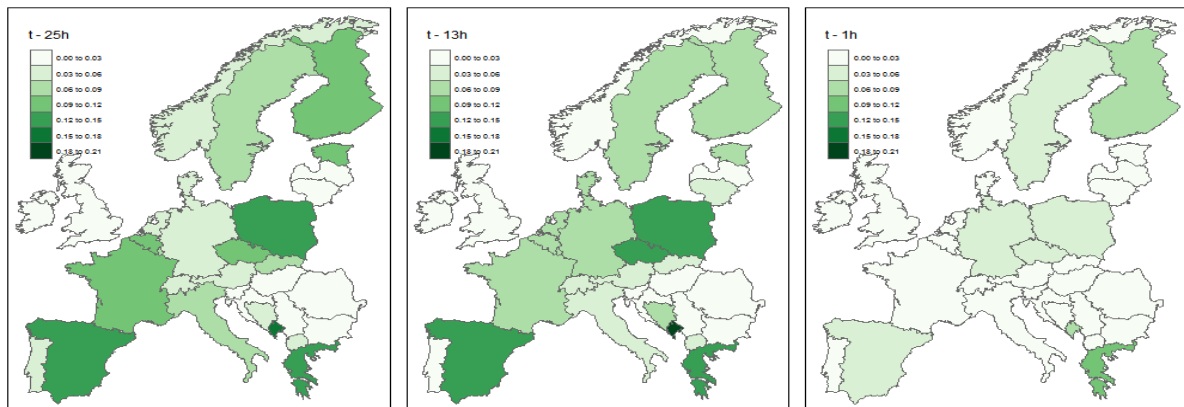 t - 25h
0.00 to 0.03
0.03 to 0.06
0.06 to 0.09
0.09 to 0.12
0.12 to 0.15
0.15 to 0.18
0.18 to 0.21
t - 13h
0.00 to 0.03
0.03 to 0.06
0.06 to 0.09
0.09 to 0.12
0.12 to 0.15
0.15 to 0.18
0.18 to 0.21
t - 1h
0.00 to 0.03
0.03 to 0.06
0.06 to 0.09
0.09 to 0.12
0.12 to 0.15
0.15 to 0.18
0.18 to 0.21